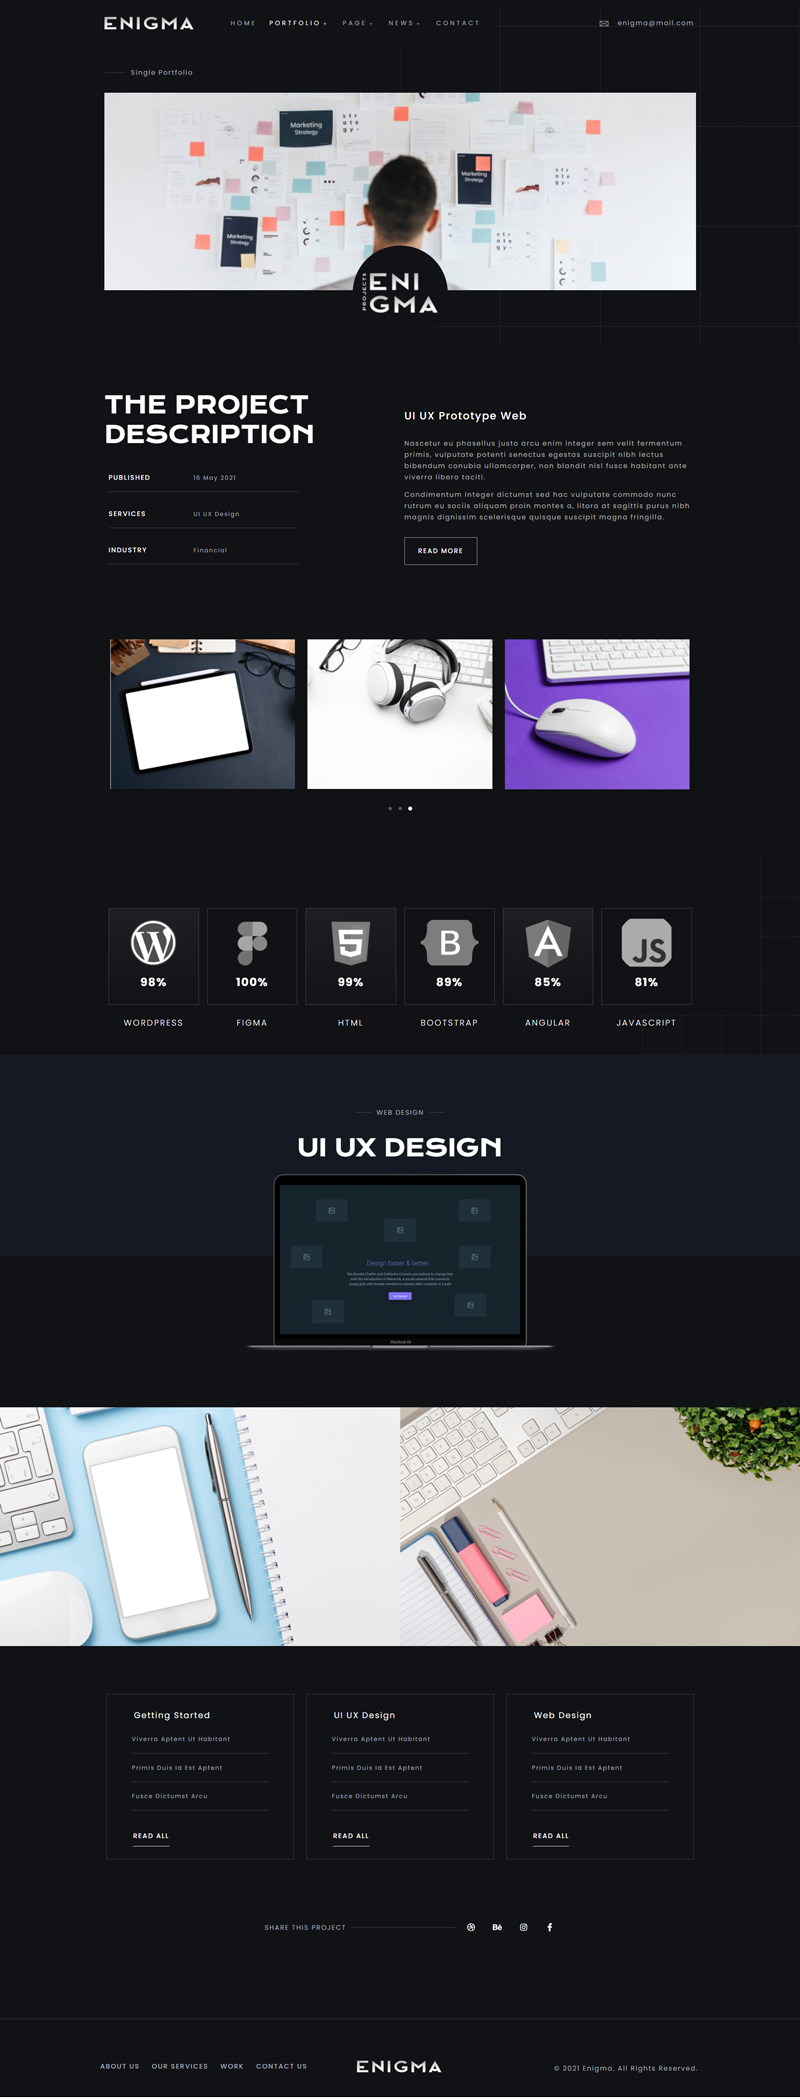 ENIGMA
HOME PORTFOLIO + PAGE + NEWS + CONTACT
enigma@mail.com
Single Portfolio
Marketing
Strategy
str
ate
gy.
Marketing
Strategy
Marketing
Strategy
PROJECTS
ENI
GMA
THE PROJECT
DESCRIPTION
PUBLISHED 15 May 2021
SERVICES UI UX Design
INDUSTRY Financial
UI UX Prototype Web
Nascetur eu phasellus justo arcu enim integer sem velit fermentum
primis, vulputate potenti senectus egestas suscipit nibh lectus
bibendum conubia ullamcorper, non blandit nisl fusce habitant ante
viverra libero taciti.
Condimentum integer dictumst sed hac vulputate commodo nunc
rutrum eu sociis aliquam proin montes a, litora at sagittis purus nibh
magnis dignissim scelerisque quisque suscipit magna fringilla.
READ MORE
98%
WORDPRESS
100%
FIGMA
5
99%
HTML
B
89%
BOOTSTRAP
A
85%
ANGULAR
JS
81%
JAVASCRIPT
WEB DESIGN
UI UX DESIGN
Design faster & better
MacBook Air
Getting Started
Viverra Aptent Ut Habitant
Primis Duis Id Est Aptent
Fusce Dictumst Arcu
READ ALL
UI UX Design
Viverra Aptent Ut Habitant
Primis Duis Id Est Aptent
Fusce Dictumst Arcu
READ ALL
Web Design
Viverra Aptent Ut Habitant
Primis Duis Id Est Aptent
Fusce Dictumst Arcu
READ ALL
SHARE THIS PROJECT
Bē
ABOUT US OUR SERVICES WORK CONTACT US
ENIGMA
© 2021 Enigma. All Rights Reserved.